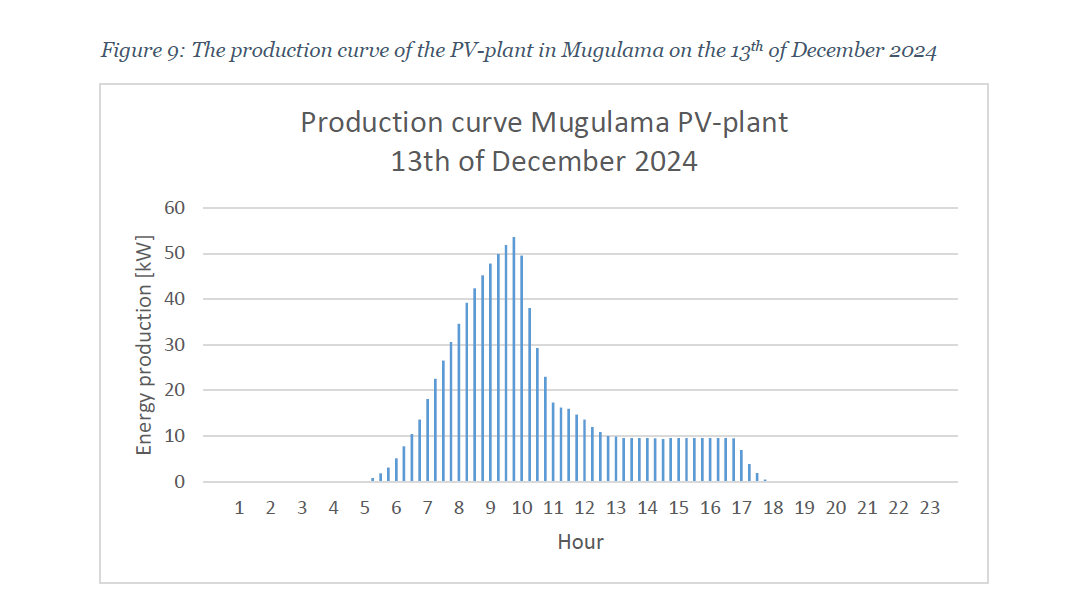 Figure 9: The production curve of the PV-plant in Mugulama on the 13th of December 2024
Production curve Mugulama PV-plant
13th of December 2024
60
50
40
30
20
10
0
Energy production [kW]
1 2 3 4 5 6 7 8 9 10 11 12 13 14 15 16 17 18 19 20 21 22 23
Hour